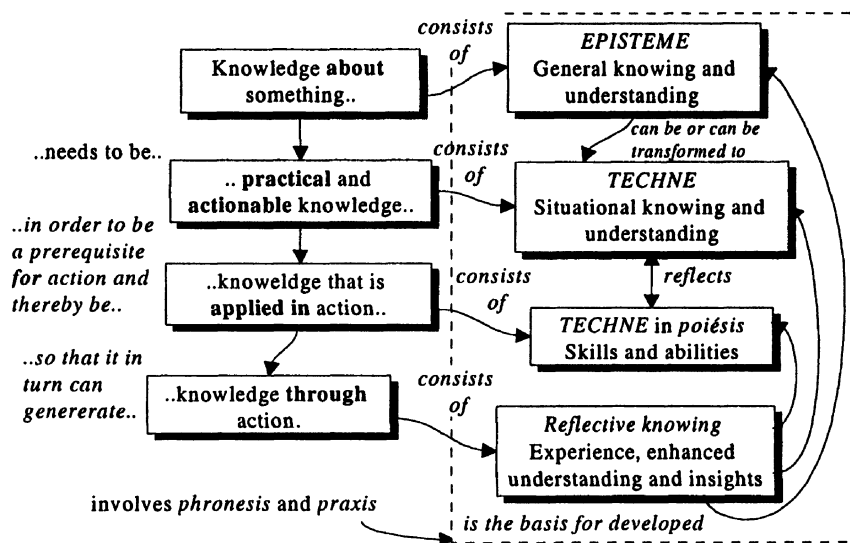 Knowledge about
something..
consists
of
EPISTEME
General knowing and
understanding
can be or can be
transformed to
..needs to be..
.. practical and
actionable knowledge..
consists
of
TECHNE
Situational knowing and
understanding
..in order to be
a prerequisite
for action and
thereby be..
..knoweldge that is
applied in action..
consists
of
reflects
TECHNE in poiésis
Skills and abilities
..so that it in
turn can
genererate..
..knowledge through
action.
consists
of
Reflective knowing
Experience, enhanced
understanding and insights
involves phronesis and praxis
is the basis for developed